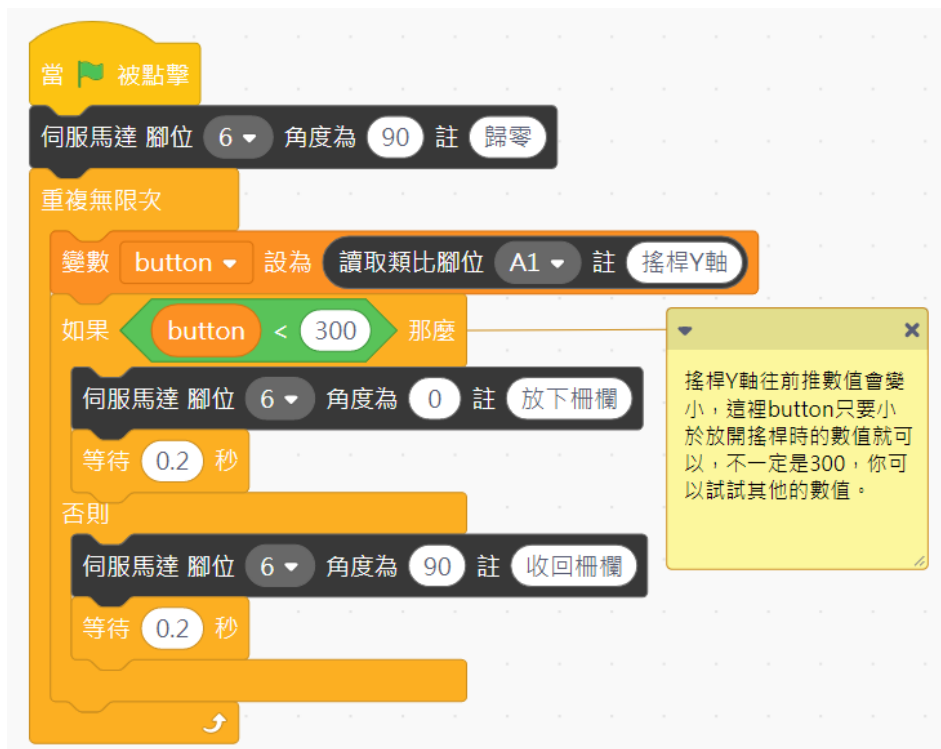 當 被點擊
伺服馬達 腳位 6 角度為 90 註 歸零
重複無限次
變數 button 設為 讀取類比腳位 A1 註 搖桿Y軸
如果 button < 300 那麼
伺服馬達 腳位 6 角度為 0 註 放下柵欄
等待 0.2 秒
否則
伺服馬達 腳位 6 角度為 90 註 收回柵欄
等待 0.2 秒
搖桿Y軸往前推數值會變
小，這裡button只要小
於放開搖桿時的數值就可
以，不一定是300，你可
以試試其他的數值。